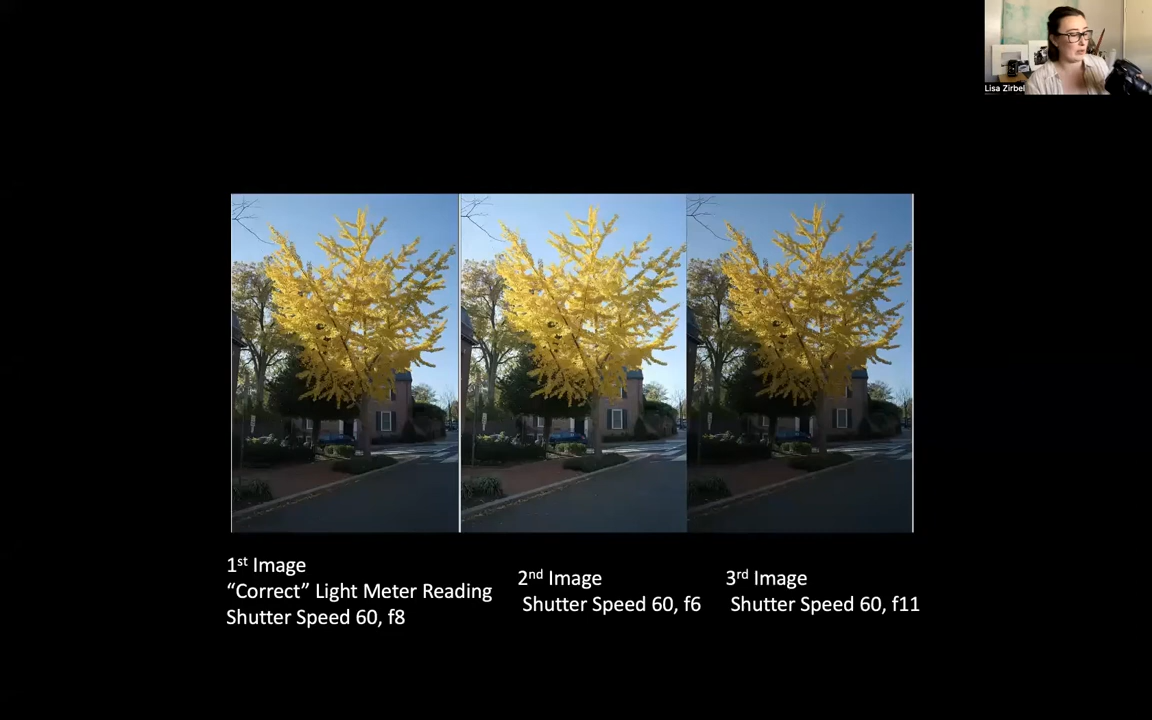 Lisa Zirbel
1st Image
“Correct” Light Meter Reading
Shutter Speed 60, f8
2nd Image
Shutter Speed 60, f6
3rd Image
Shutter Speed 60, f11